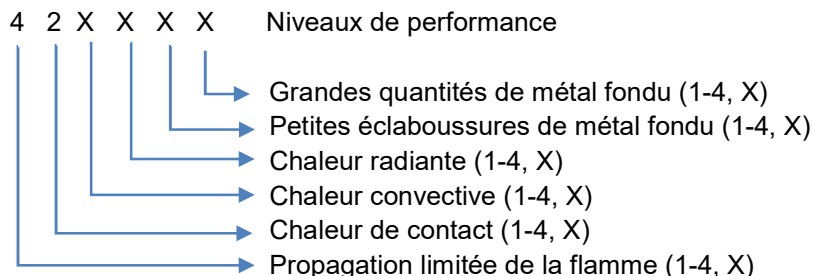 4 2 X X X X Niveaux de performance
Grandes quantités de métal fondu (1-4, X)
Petites éclaboussures de métal fondu (1-4, X)
Chaleur radiante (1-4, X)
Chaleur convective (1-4, X)
Chaleur de contact (1-4, X)
Propagation limitée de la flamme (1-4, X)